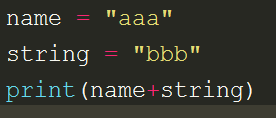 name = "aaa"
string = "bbb"
print(name+string)